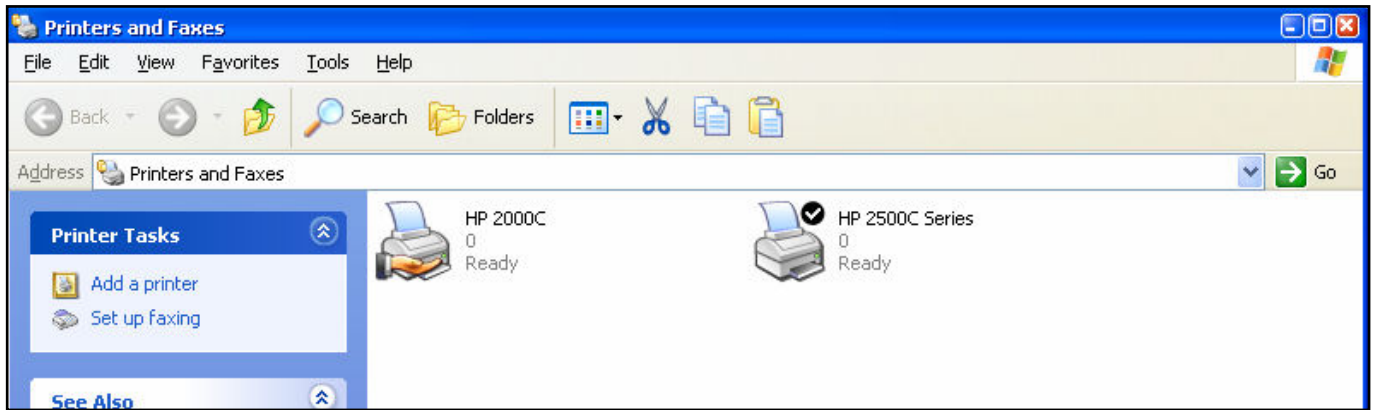 Printers and Faxes
File Edit View Favorites Tools Help
Back Search Folders
Address Printers and Faxes Go
Printer Tasks
Add a printer
Set up faxing
See Also
HP 2000C
0
Ready
HP 2500C Series
0
Ready